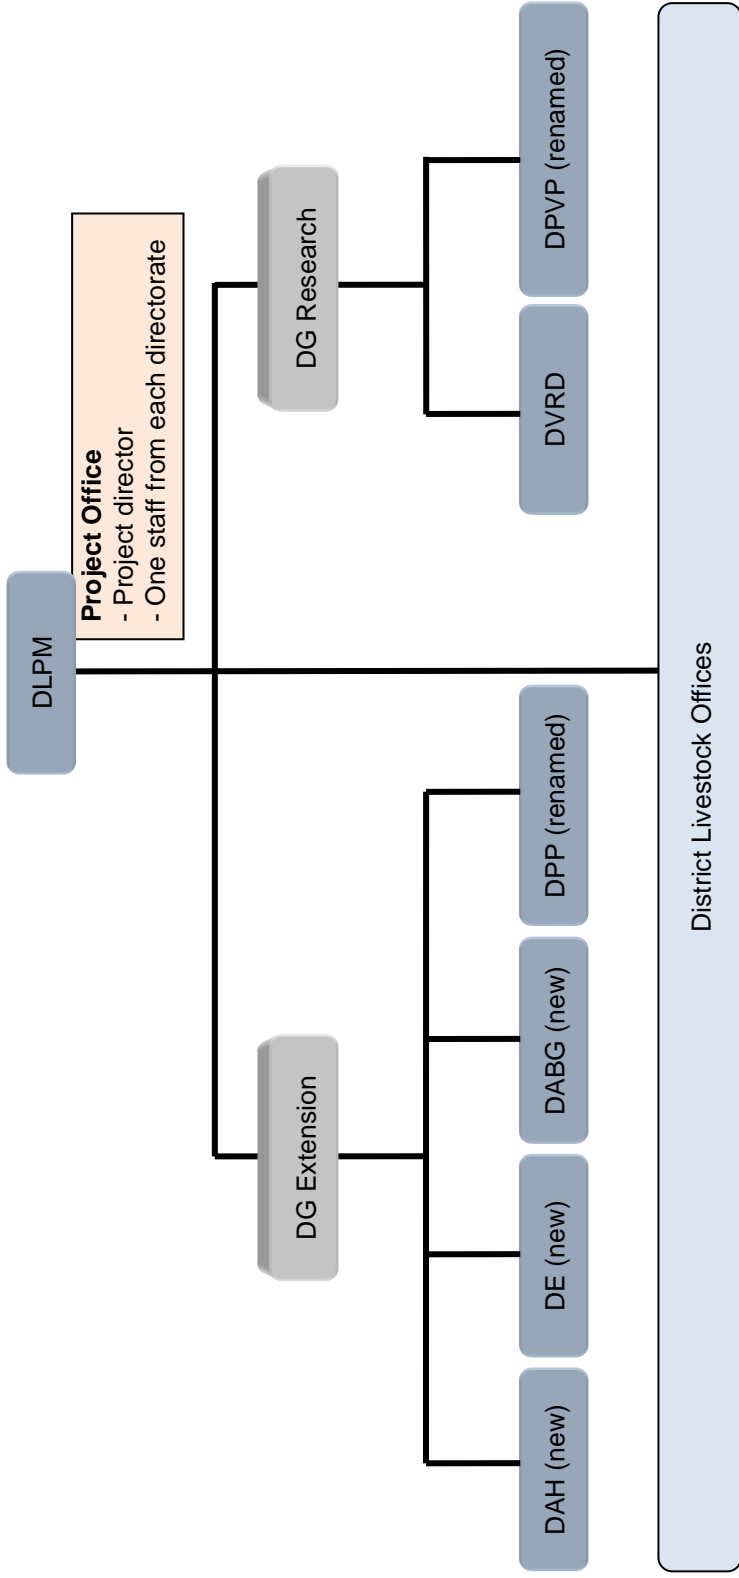 DLPM
Project Office
- Project director
- One staff from each directorate
DG Extension
DG Research
DAH (new)
DE (new)
DABG (new)
DPP (renamed)
DVRD
DPVP (renamed)
District Livestock Offices